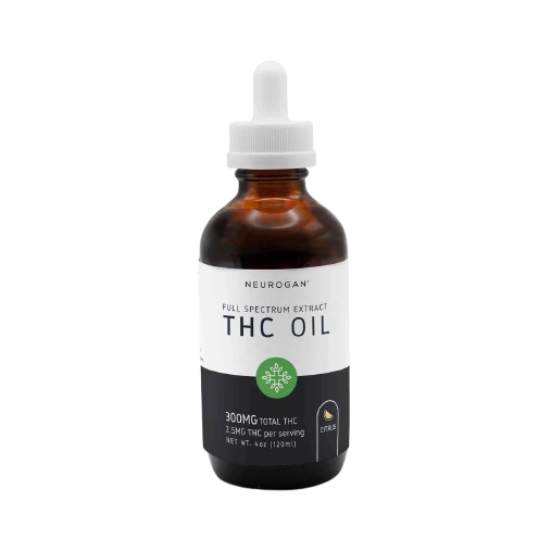 NEUROGAN®
FULL SPECTRUM EXTRACT
THC OIL
300MG TOTAL THC
2.5MG THC per serving
NET WT. 4oz (120ml)
CITRUS